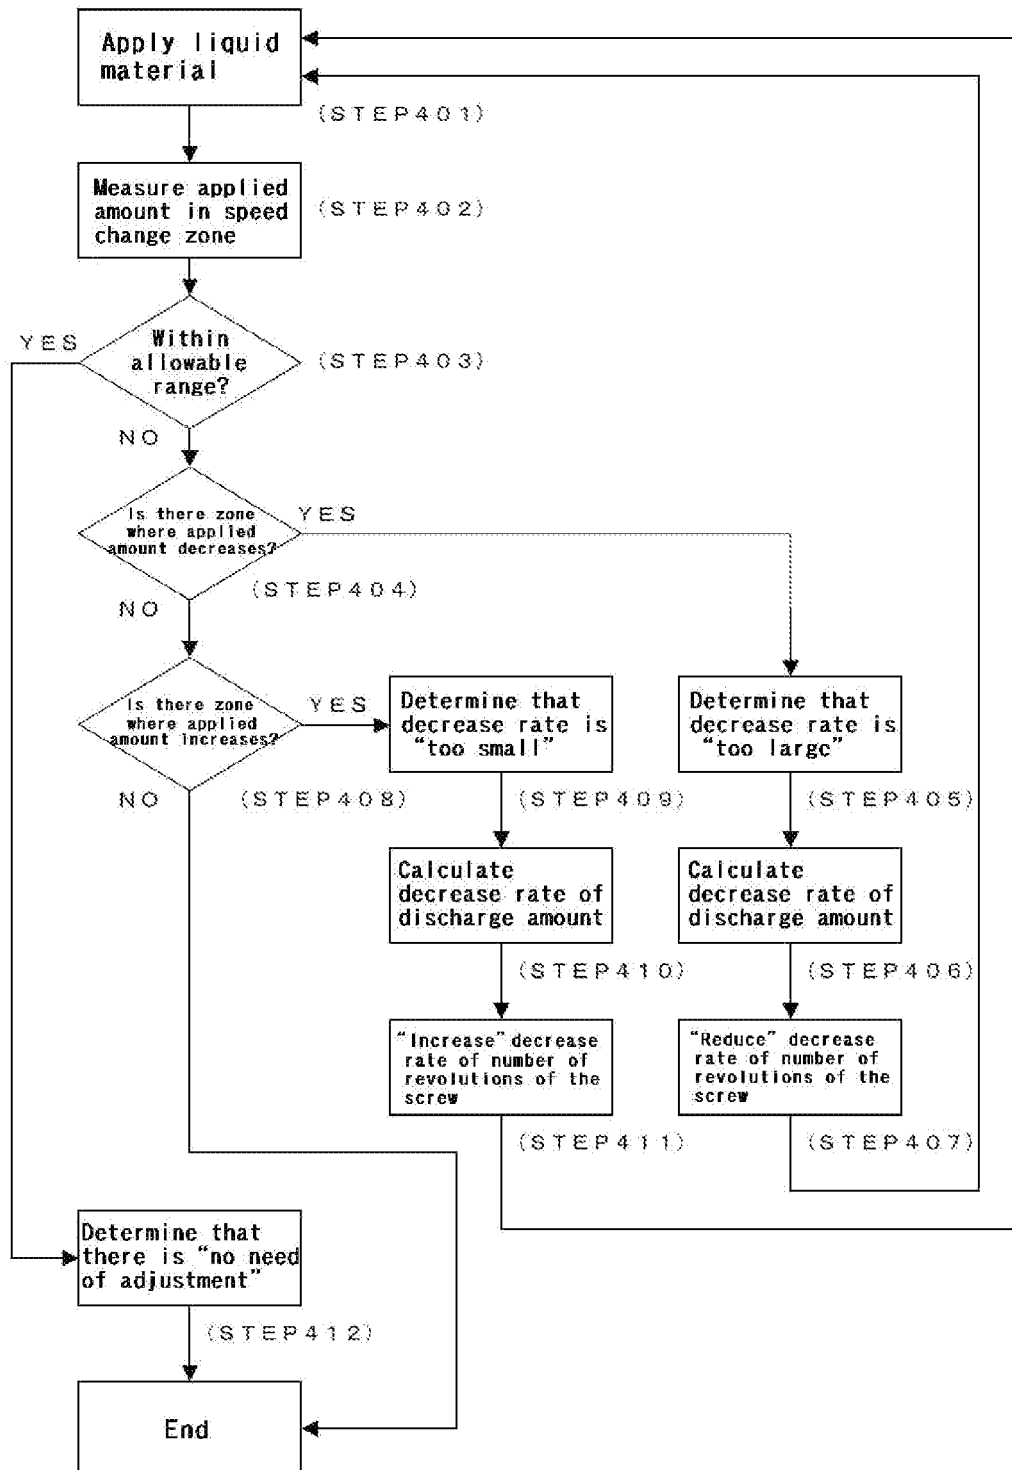 Apply liquid
material
(STEP401)
Measure applied
amount in speed
change zone
(STEP402)
YES
Within
allowable
range?
(STEP403)
NO
Is there zone
where applied
amount decreases?
YES
(STEP404)
NO
Is there zone
where applied
amount increases?
YES
NO
(STEP408)
Determine that
decrease rate is
“too small”
(STEP409)
Determine that
decrease rate is
“too large”
(STEP405)
Calculate
decrease rate of
discharge amount
(STEP410)
Calculate
decrease rate of
discharge amount
(STEP406)
“Increase” decrease
rate of number of
revolutions of the
screw
(STEP411)
“Reduce” decrease
rate of number of
revolutions of the
screw
(STEP407)
Determine that
there is “no need
of adjustment”
(STEP412)
End